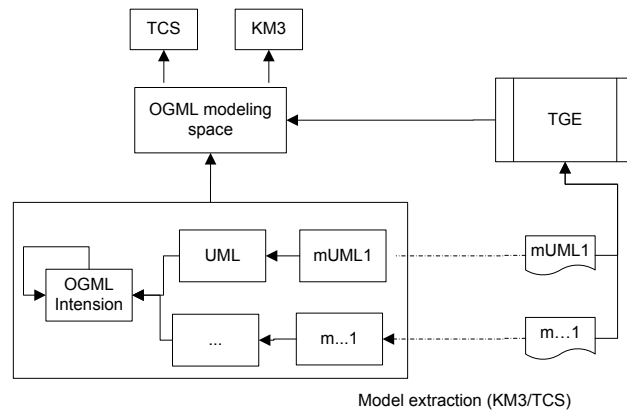 TCS
KM3
OGML modeling
space
TGE
UML
mUML1
mUML1
OGML
Intension
...
m...1
m…1
Model extraction (KM3/TCS)